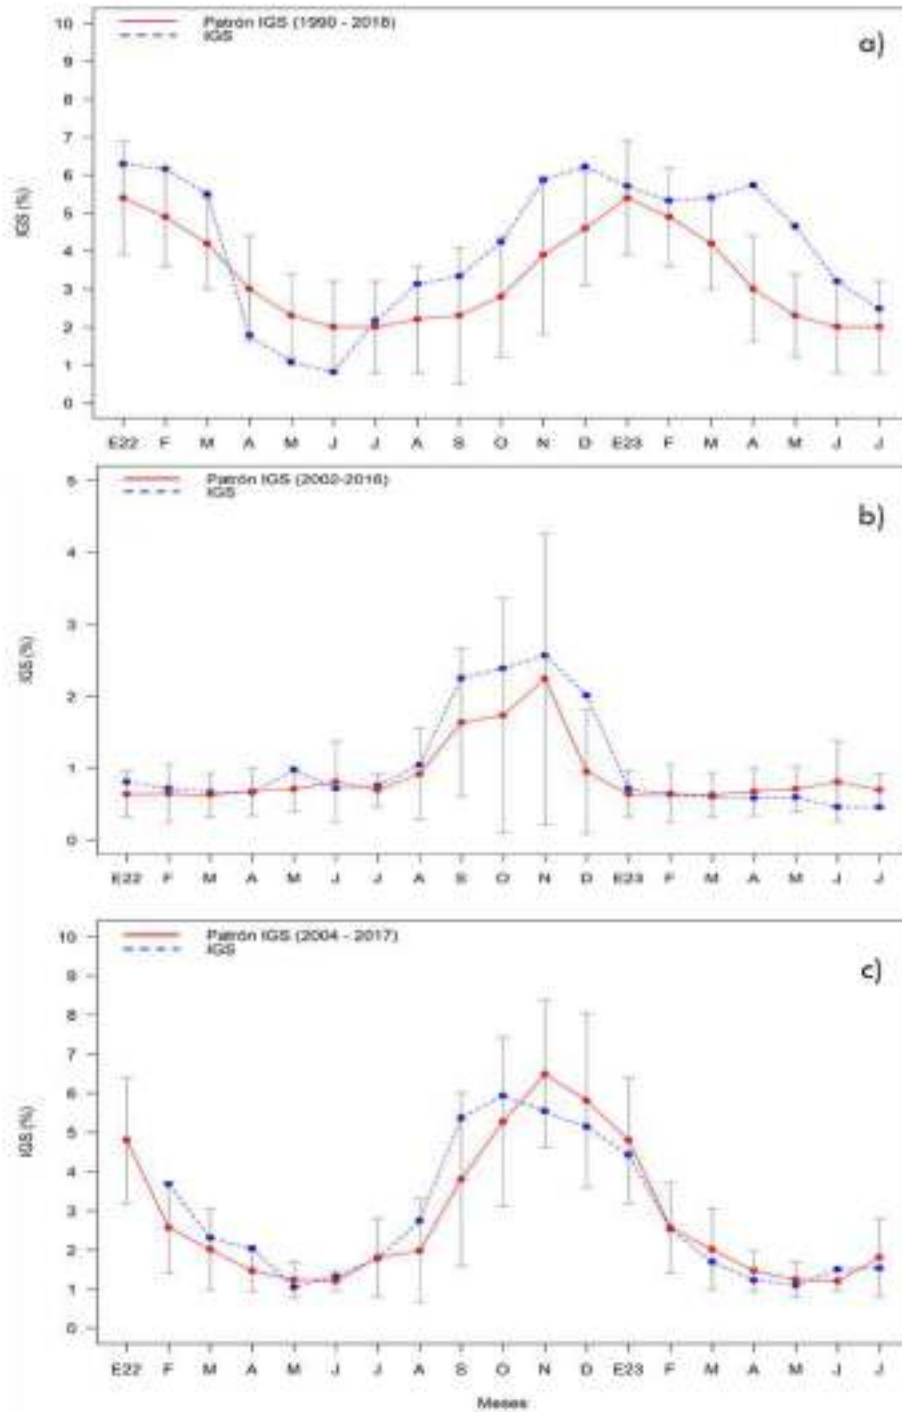 Patrón IGS (1990 - 2018)
IGS
a)
10
9
8
7
6
5
4
3
2
1
0
IGS (%)
E22 F M A M J J A S O N D E23 F M A M J J
Patrón IGS (2002-2016)
IGS
b)
5
4
3
2
1
0
IGS (%)
E22 F M A M J J A S O N D E23 F M A M J J
Patrón IGS (2004 - 2017)
IGS
c)
10
9
8
7
6
5
4
3
2
1
0
IGS (%)
E22 F M A M J J A S O N D E23 F M A M J J
Meses